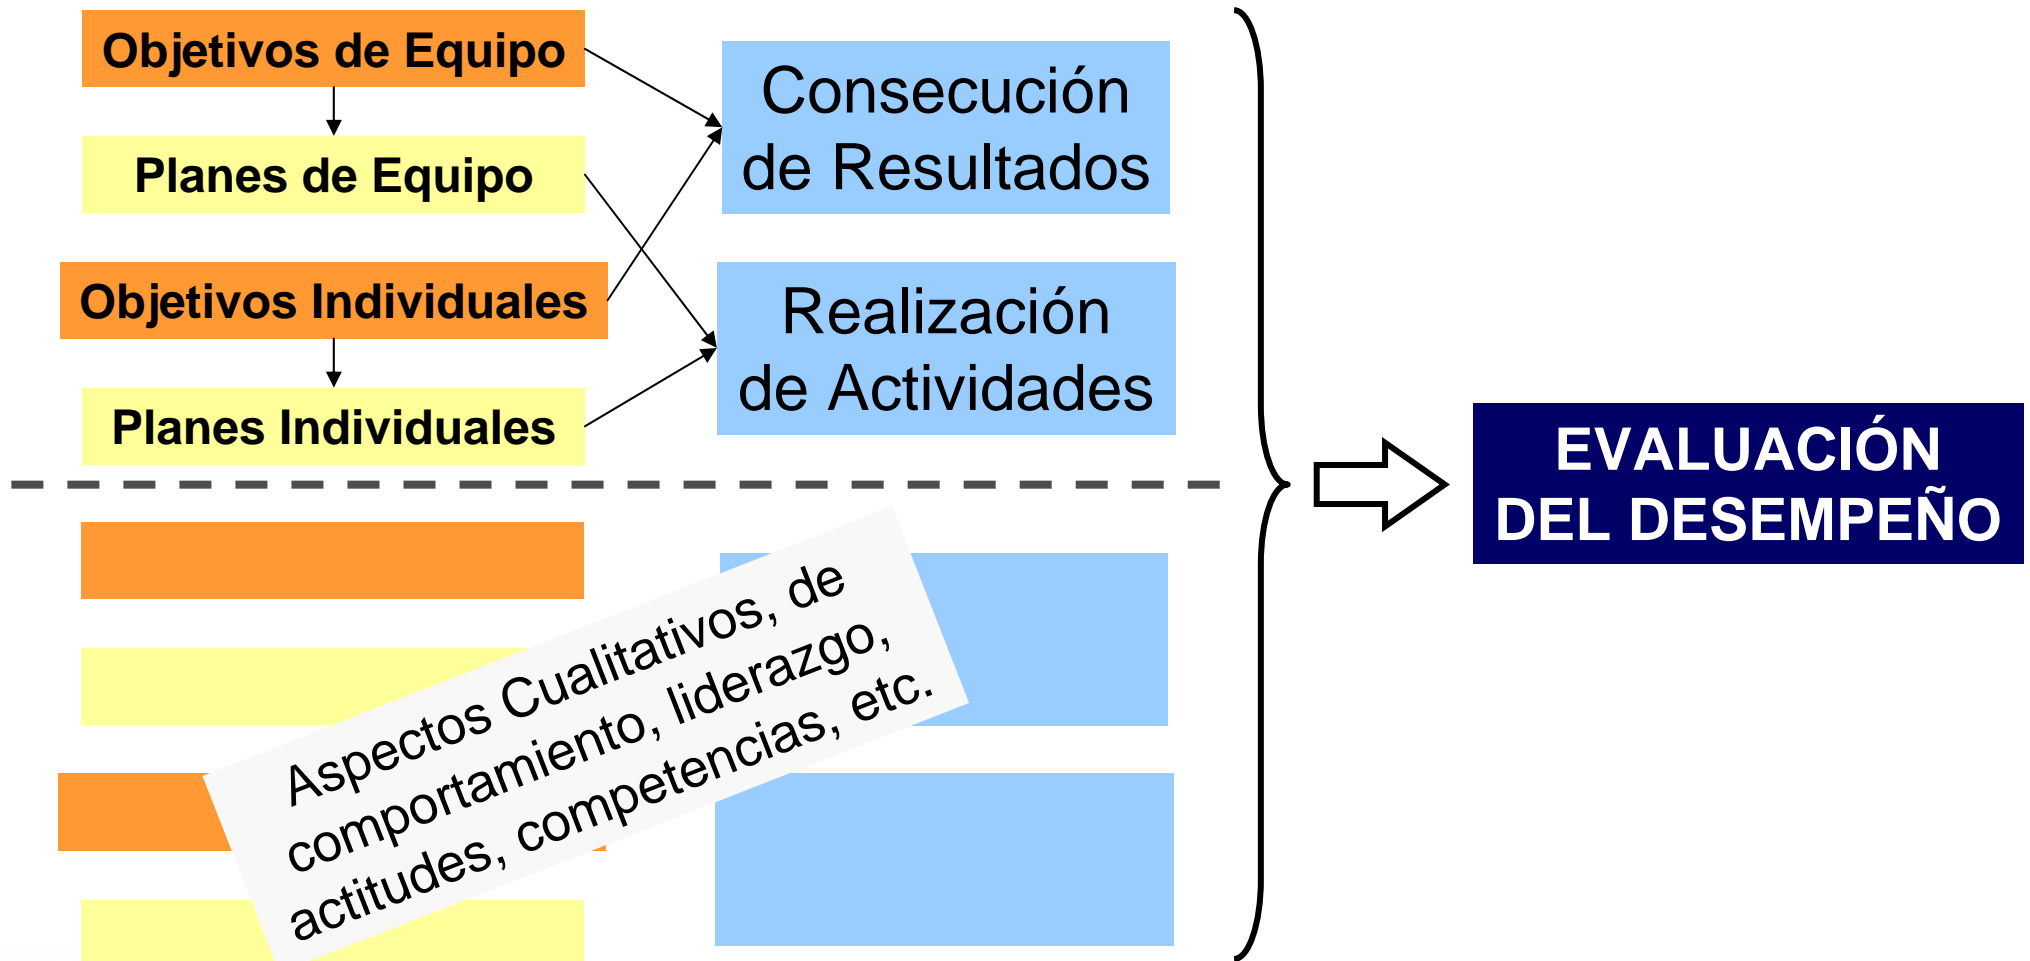 Objetivos de Equipo
Planes de Equipo
Objetivos Individuales
Planes Individuales
Consecución
de Resultados
Realización
de Actividades
Aspectos Cualitativos, de
comportamiento, liderazgo,
actitudes, competencias, etc.
EVALUACIÓN
DEL DESEMPEÑO